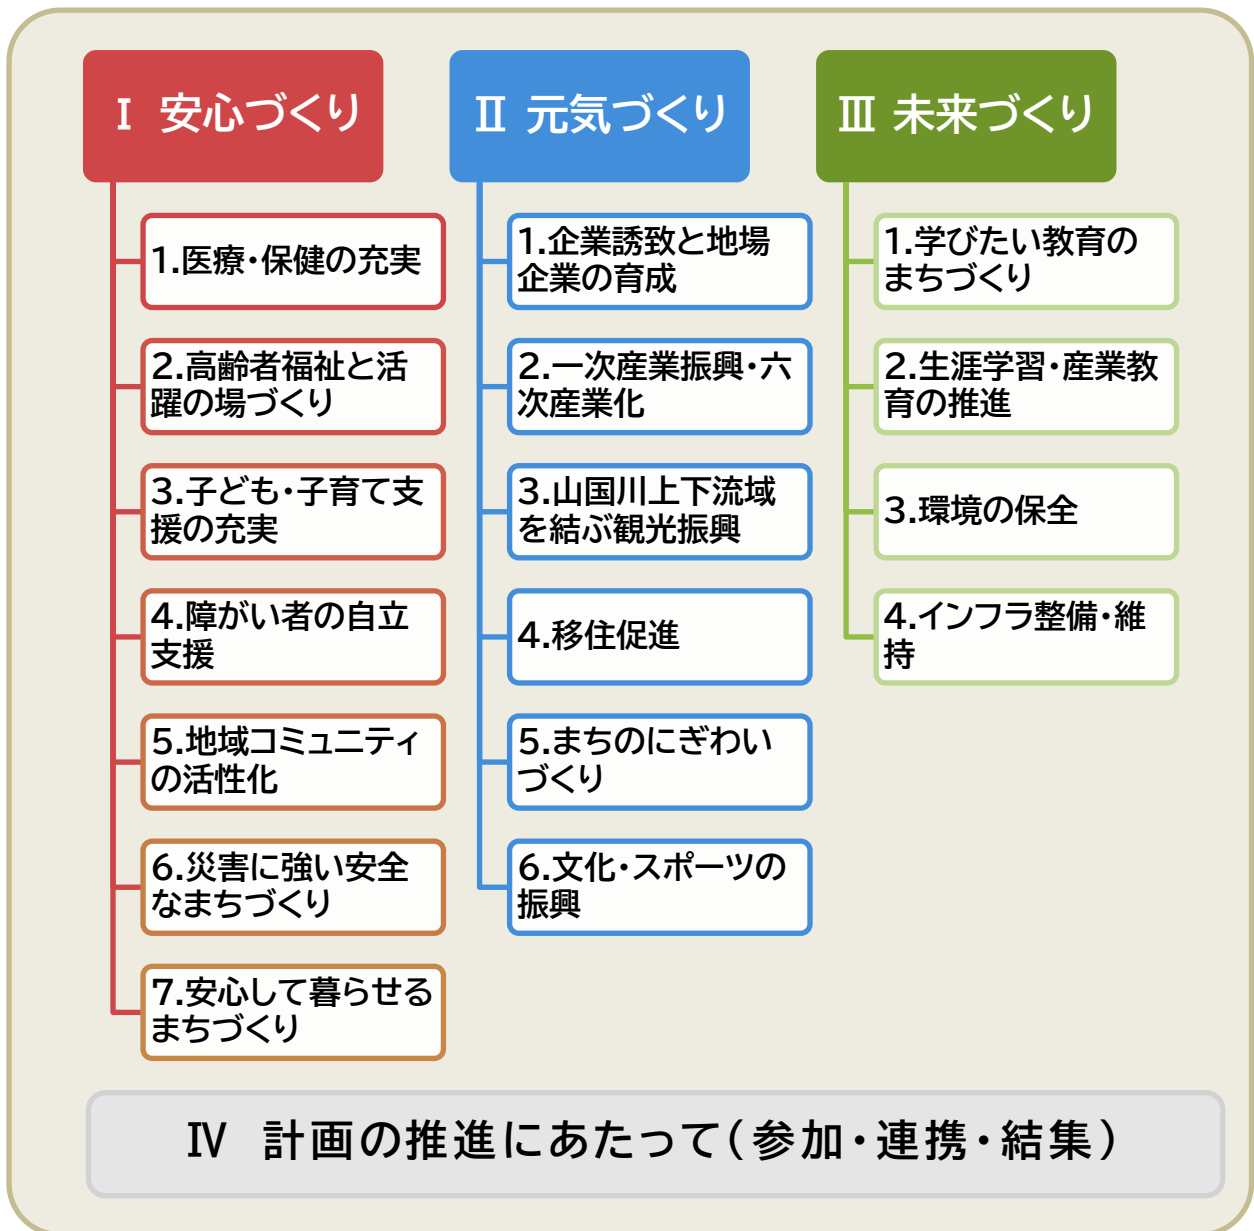 Ⅰ 安心づくり
1.医療・保健の充実
2.高齢者福祉と活
躍の場づくり
3.子ども・子育て支
援の充実
4.障がい者の自立
支援
5.地域コミュニティ
の活性化
6.災害に強い安全
なまちづくり
7.安心して暮らせる
まちづくり
Ⅱ 元気づくり
1.企業誘致と地場
企業の育成
2.一次産業振興・六
次産業化
3.山国川上下流域
を結ぶ観光振興
4.移住促進
5.まちのにぎわい
づくり
6.文化・スポーツの
振興
Ⅲ 未来づくり
1.学びたい教育の
まちづくり
2.生涯学習・産業教
育の推進
3.環境の保全
4.インフラ整備・維
持
Ⅳ 計画の推進にあたって(参加・連携・結集)